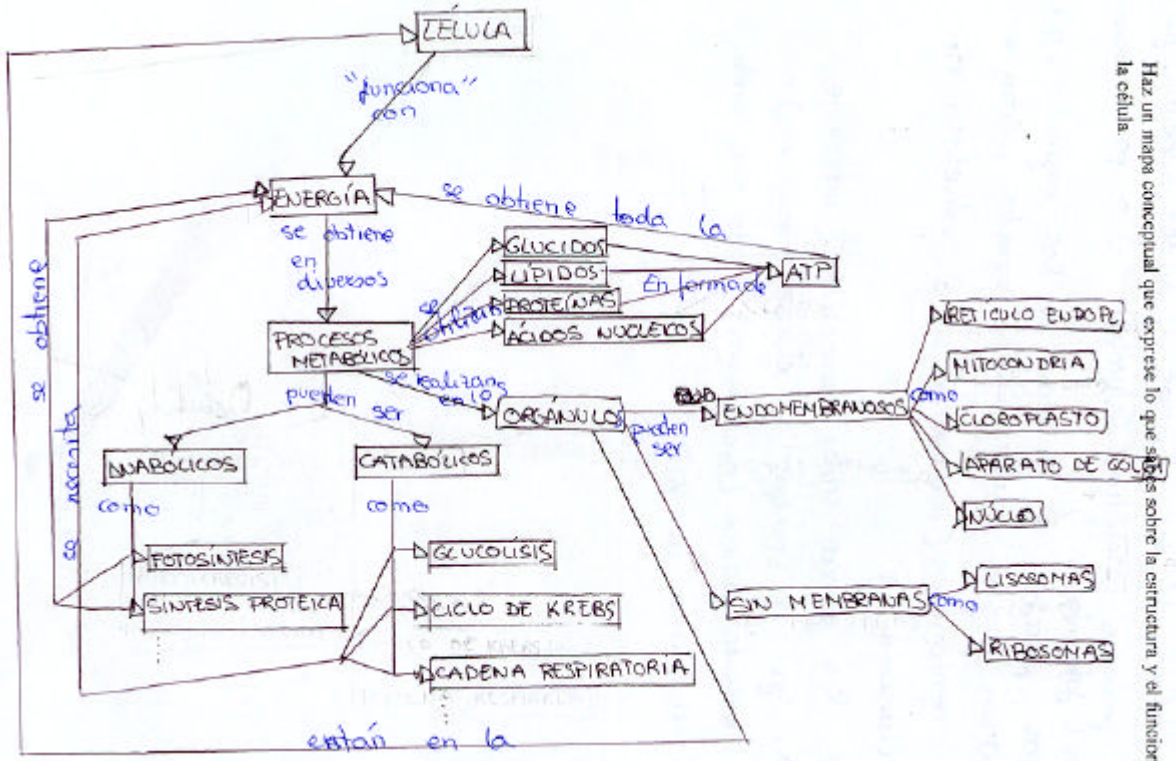 Haz un mapa conceptual que exprese lo que sabes sobre la estructura y el funcion
la célula.
CÉLULA
"funciona"
con
ENERGÍA
se obtiene
en
diversos
se obtiene toda la
PROCESOS
METABÓLICOS
GLUCIDOS
LÍPIDOS
PROTEÍNAS
ÁCIDOS NUCLEICOS
En forma de
ATP
se realizan
en
ORGÁNULOS
pueden
ser
pueden ser
ANABÓLICOS
CATABÓLICOS
como
como
FOTOSÍNTESIS
SÍNTESIS PROTEICA
GLUCOLÍSIS
CICLO DE KREBS
CADENA RESPIRATORIA
se obtiene
se necesita
ENDOMEMBRANOSOS
como
RETÍCULO ENDOPL
MITOCONDRIA
CLOROPLASTO
APARATO DE GOLGI
NÚCLEO
SIN MEMBRANAS
como
LISOSOMAS
RIBOSOMAS
están en la